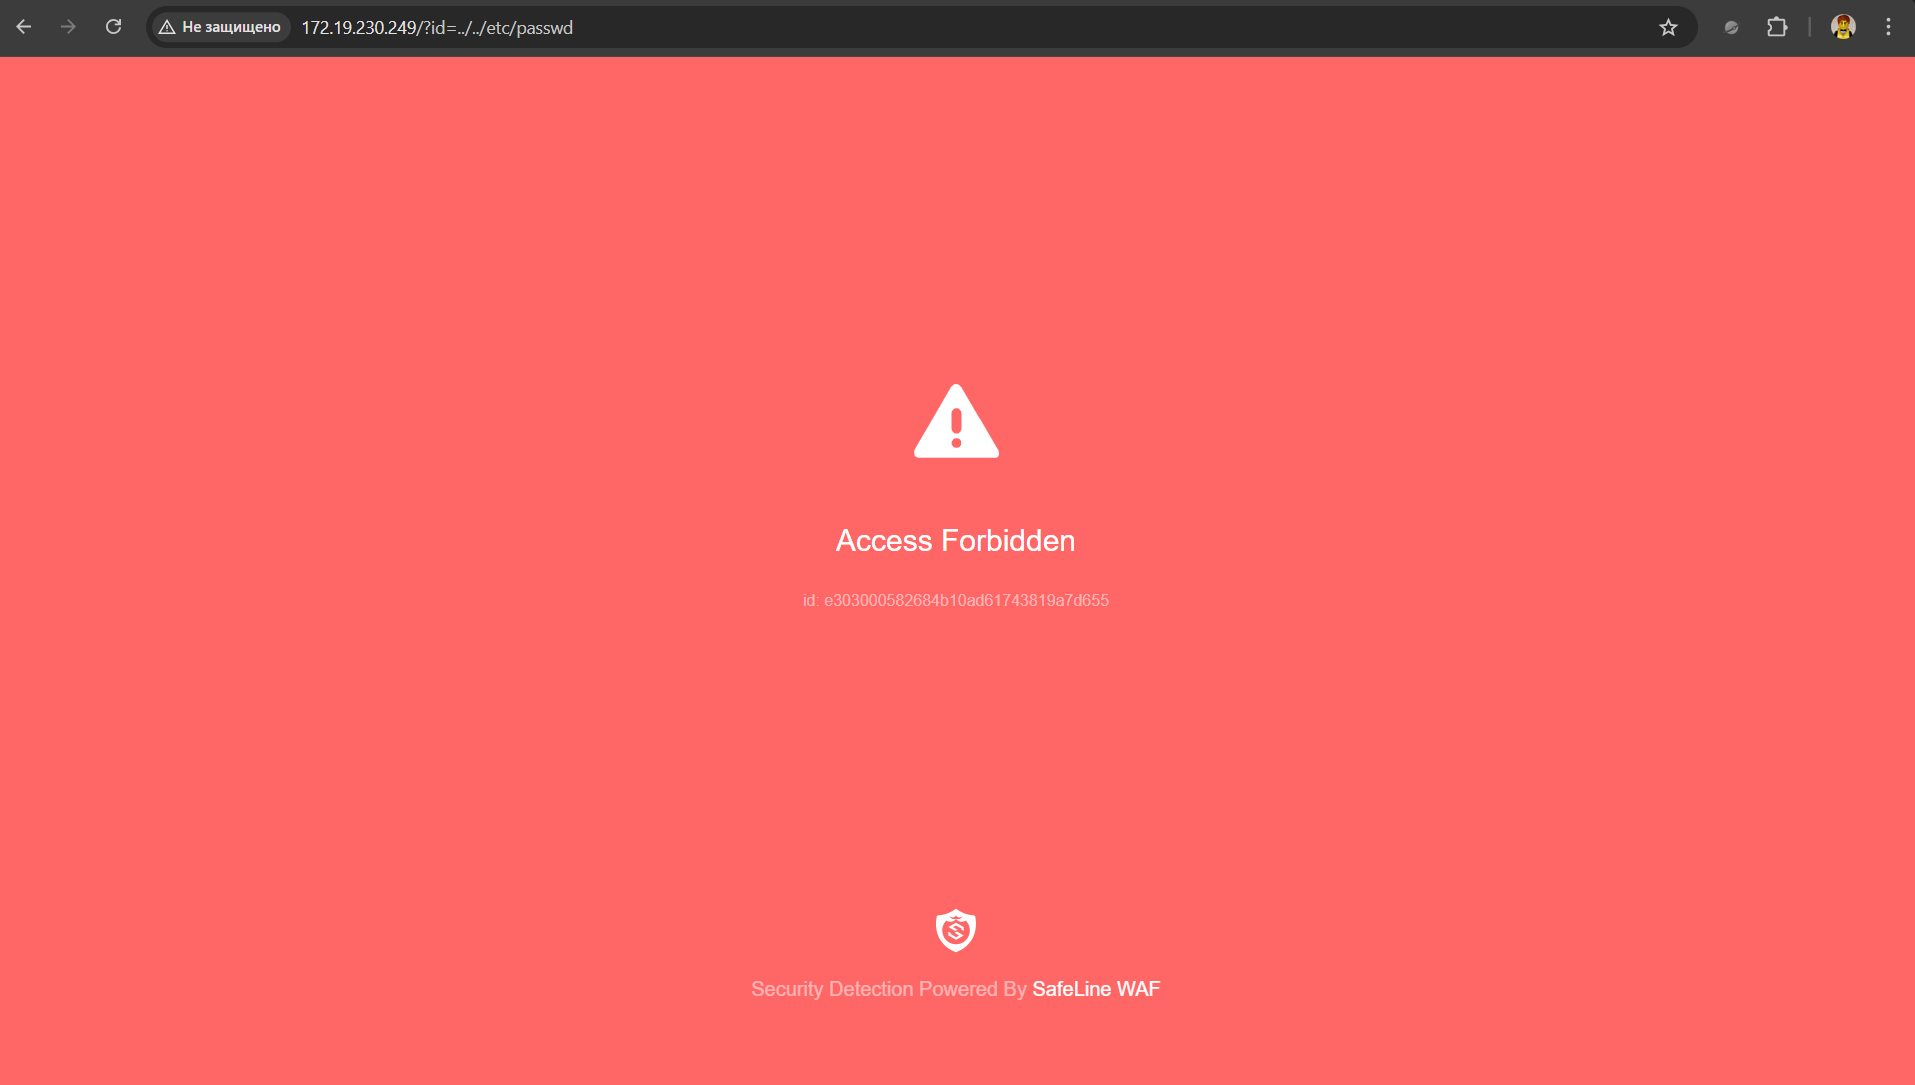 Не защищено 172.19.230.249/?id=../../etc/passwd
Access Forbidden
id: e303000582684b10ad61743819a7d655
Security Detection Powered By SafeLine WAF